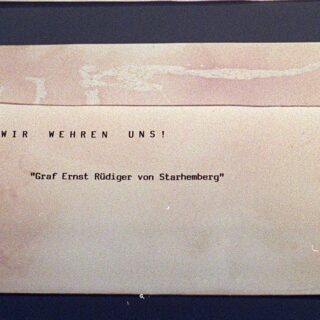 WIR WEHREN UNS!
"Graf Ernst Rüdiger von Starhemberg"